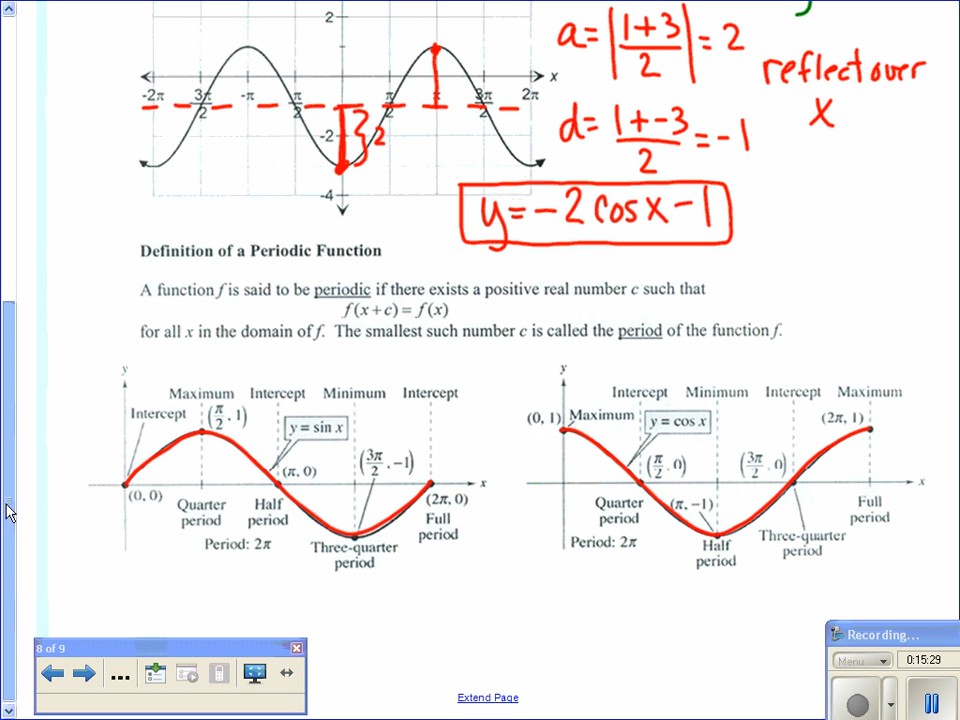 2
a = |1+3/2| = 2
reflect over
x
x
-2π 3π/2 -π π/2 π/2 π 3π/2 2π
-2
}2
d = 1+-3/2 = -1
-4
y = -2 cos x - 1
Definition of a Periodic Function
A function f is said to be periodic if there exists a positive real number c such that
f(x+c) = f(x)
for all x in the domain of f. The smallest such number c is called the period of the function f.
y
Maximum Intercept Minimum Intercept
Intercept
(π/2, 1)
y = sin x
(3π/2, -1)
(π, 0)
x
(0, 0)
(2π, 0)
Quarter period
Half period
Full period
Period: 2π
Three-quarter period
y
Intercept Minimum Intercept Maximum
(0, 1) Maximum
y = cos x
(2π, 1)
(π/2, 0)
(3π/2, 0)
x
Quarter period
(π, -1)
Full period
Period: 2π
Half period
Three-quarter period
8 of 9
Recording...
Menu
0:15:29
Extend Page